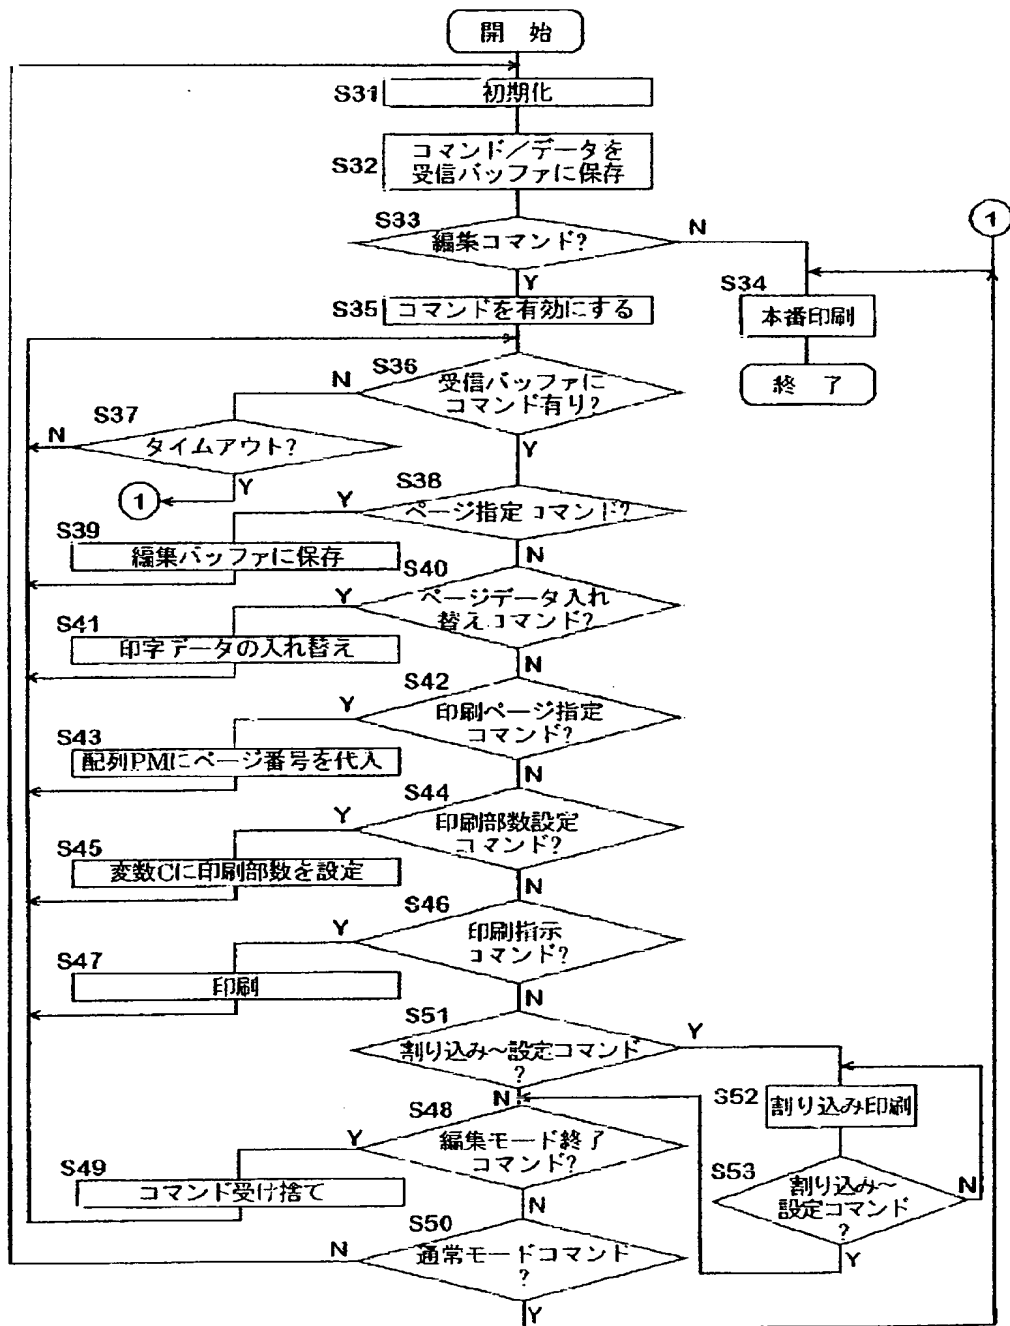 開 始
S31
初期化
S32
コマンド／データを
受信バッファに保存
S33
編集コマンド?
N
1
Y
S34
本番印刷
終 了
S35
コマンドを有効にする
S36
受信バッファに
コマンド有り?
N
Y
S37
タイムアウト?
N
Y
1
S38
ページ指定コマンド?
Y
N
S39
編集バッファに保存
S40
ページデータ入れ
替えコマンド?
Y
N
S41
印字データの入れ替え
S42
印刷ページ指定
コマンド?
Y
N
S43
配列PMにページ番号を代入
S44
印刷部数設定
コマンド?
Y
N
S45
変数Cに印刷部数を設定
S46
印刷指示
コマンド?
Y
N
S47
印刷
S51
割り込み～設定コマンド
?
Y
N
S52
割り込み印刷
S53
割り込み～
設定コマンド
?
N
Y
S48
編集モード終了
コマンド?
Y
N
S49
コマンド受け捨て
S50
通常モードコマンド
?
N
Y